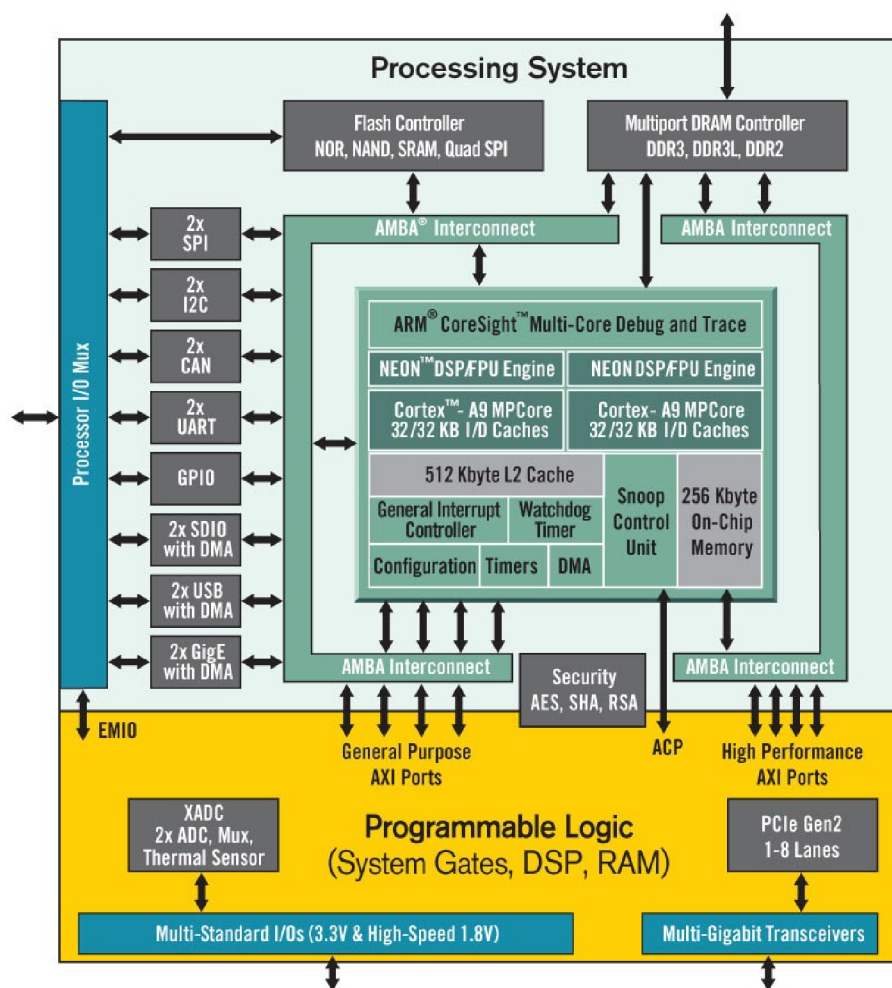 Processing System
Flash Controller
NOR, NAND, SRAM, Quad SPI
Multiport DRAM Controller
DDR3, DDR3L, DDR2
AMBA® Interconnect
AMBA Interconnect
Processor I/O Mux
2x
SPI
2x
I2C
2x
CAN
2x
UART
GPIO
2x SDIO
with DMA
2x USB
with DMA
2x GigE
with DMA
ARM® CoreSight™ Multi-Core Debug and Trace
NEON™ DSP/FPU Engine
NEON DSP/FPU Engine
Cortex™- A9 MPCore
32/32 KB I/D Caches
Cortex- A9 MPCore
32/32 KB I/D Caches
512 Kbyte L2 Cache
General Interrupt
Controller
Watchdog
Timer
Configuration
Timers
DMA
Snoop
Control
Unit
256 Kbyte
On-Chip
Memory
AMBA Interconnect
Security
AES, SHA, RSA
AMBA Interconnect
EMIO
General Purpose
AXI Ports
ACP
High Performance
AXI Ports
XADC
2x ADC, Mux,
Thermal Sensor
Programmable Logic
(System Gates, DSP, RAM)
PCIe Gen2
1-8 Lanes
Multi-Standard I/Os (3.3V & High-Speed 1.8V)
Multi-Gigabit Transceivers